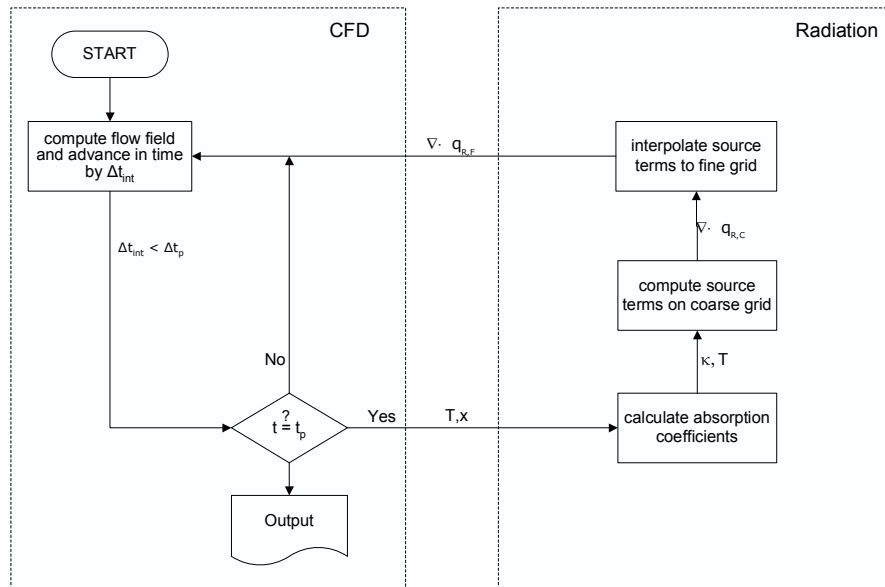 CFD
Radiation
START
compute flow field
and advance in time
by Δt_int
∇· q_R,F
interpolate source
terms to fine grid
Δt_int < Δt_p
∇· q_R,C
compute source
terms on coarse grid
No
κ, T
?
t = t_p
Yes
T,x
calculate absorption
coefficients
Output